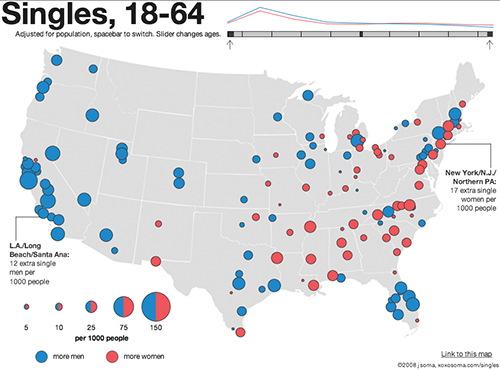 Singles, 18-64
Adjusted for population, spacebar to switch. Slider changes ages.
New York/N.J./
Northern PA:
17 extra single
women per
1000 people
L.A./Long
Beach/Santa Ana:
12 extra single
men per
1000 people
5 10 25 75 150
per 1000 people
more men more women
Link to this map
©2008 j soma, xoxosoma.com/singles